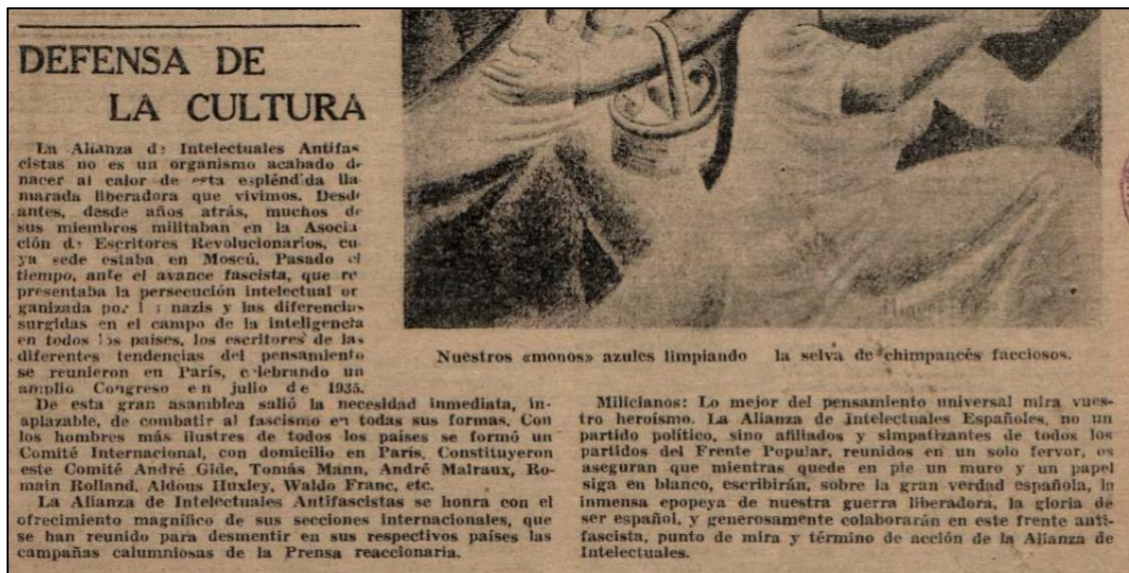 DEFENSA DE
LA CULTURA
La Alianza de Intelectuales Antifas
cistas no es un organismo acabado de
nacer al calor de esta espléndida lla
marada liberadora que vivimos. Desde
antes, desde años atrás, muchos de
sus miembros militaban en la Asocia
ción de Escritores Revolucionarios, cu
ya sede estaba en Moscú. Pasado el
tiempo, ante el avance fascista, que re
presentaba la persecución intelectual or
ganizada por los nazis y las diferencias
surgidas en el campo de la inteligencia
en todos los países, los escritores de las
diferentes tendencias del pensamiento
se reunieron en París, celebrando un
amplio Congreso en julio de 1935.
De esta gran asamblea salió la necesidad inmediata, in-
aplazable, de combatir al fascismo en todas sus formas. Con
los hombres más ilustres de todos los países se formó un
Comité Internacional, con domicilio en París. Constituyeron
este Comité André Gide, Tomás Mann, André Malraux, Ro-
main Rolland, Aldous Huxley, Waldo Franc, etc.
La Alianza de Intelectuales Antifascistas se honra con el
ofrecimiento magnífico de sus secciones internacionales, que
se han reunido para desmentir en sus respectivos países las
campañas calumniosas de la Prensa reaccionaria.
Nuestros «monos» azules limpiando la selva de chimpancés facciosos.
Milicianos: Lo mejor del pensamiento universal mira vues-
tro heroísmo. La Alianza de Intelectuales Españoles, no un
partido político, sino afiliados y simpatizantes de todos los
partidos del Frente Popular, reunidos en un solo fervor, os
aseguran que mientras quede en pie un muro y un papel
siga en blanco, escribirán, sobre la gran verdad española, la
inmensa epopeya de nuestra guerra liberadora, la gloria de
ser español, y generosamente colaborarán en este frente anti-
fascista, punto de mira y término de acción de la Alianza de
Intelectuales.